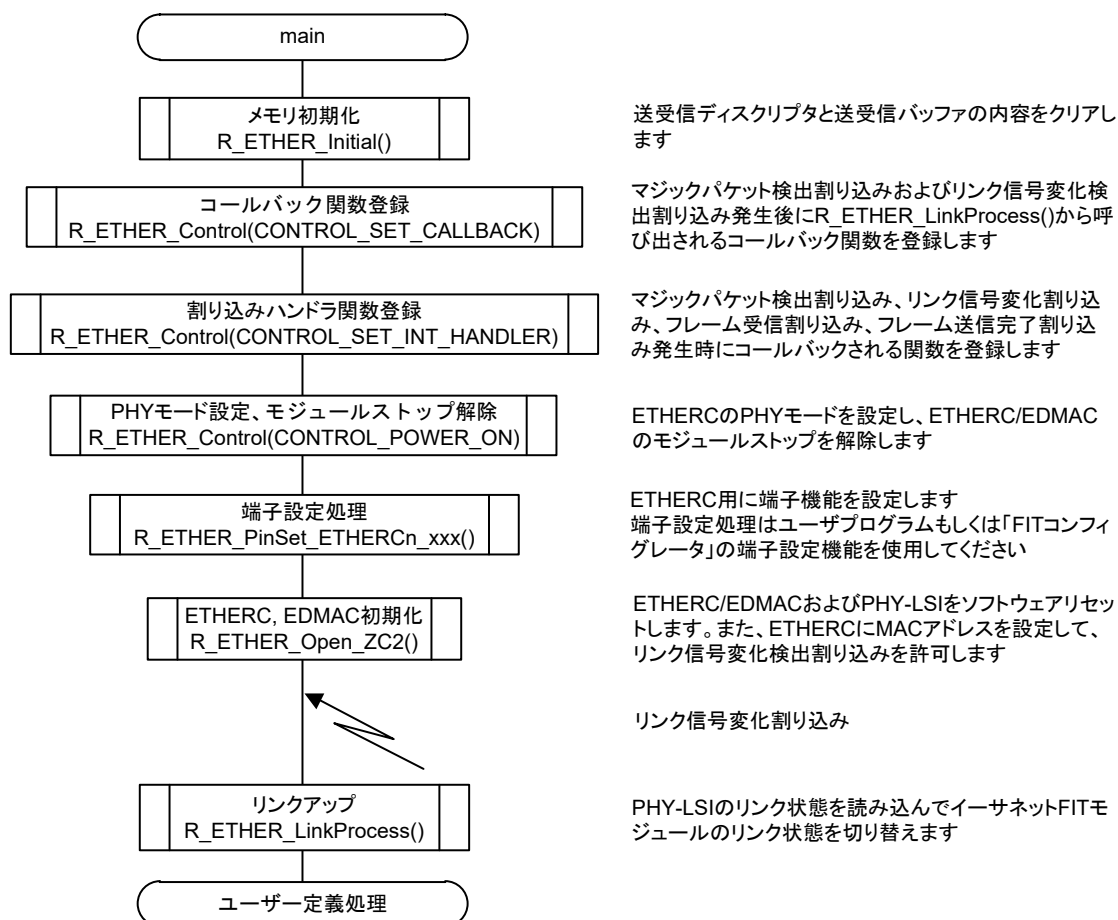 main
メモリ初期化
R_ETHER_Initial()
送受信ディスクリプタと送受信バッファの内容をクリアし
ます
コールバック関数登録
R_ETHER_Control(CONTROL_SET_CALLBACK)
マジックパケット検出割り込みおよびリンク信号変化検
出割り込み発生後にR_ETHER_LinkProcess()から呼
び出されるコールバック関数を登録します
割り込みハンドラ関数登録
R_ETHER_Control(CONTROL_SET_INT_HANDLER)
マジックパケット検出割り込み、リンク信号変化割り込
み、フレーム受信割り込み、フレーム送信完了割り込
み発生時にコールバックされる関数を登録します
PHYモード設定、モジュールストップ解除
R_ETHER_Control(CONTROL_POWER_ON)
ETHERCのPHYモードを設定し、ETHERC/EDMAC
のモジュールストップを解除します
端子設定処理
R_ETHER_PinSet_ETHERCn_xxx()
ETHERC用に端子機能を設定します
端子設定処理はユーザプログラムもしくは「FITコンフィ
グレータ」の端子設定機能を使用してください
ETHERC, EDMAC初期化
R_ETHER_Open_ZC2()
ETHERC/EDMACおよびPHY-LSIをソフトウェアリセッ
トします。また、ETHERCにMACアドレスを設定して、
リンク信号変化検出割り込みを許可します
リンク信号変化割り込み
リンクアップ
R_ETHER_LinkProcess()
PHY-LSIのリンク状態を読み込んでイーサネットFITモ
ジュールのリンク状態を切り替えます
ユーザー定義処理